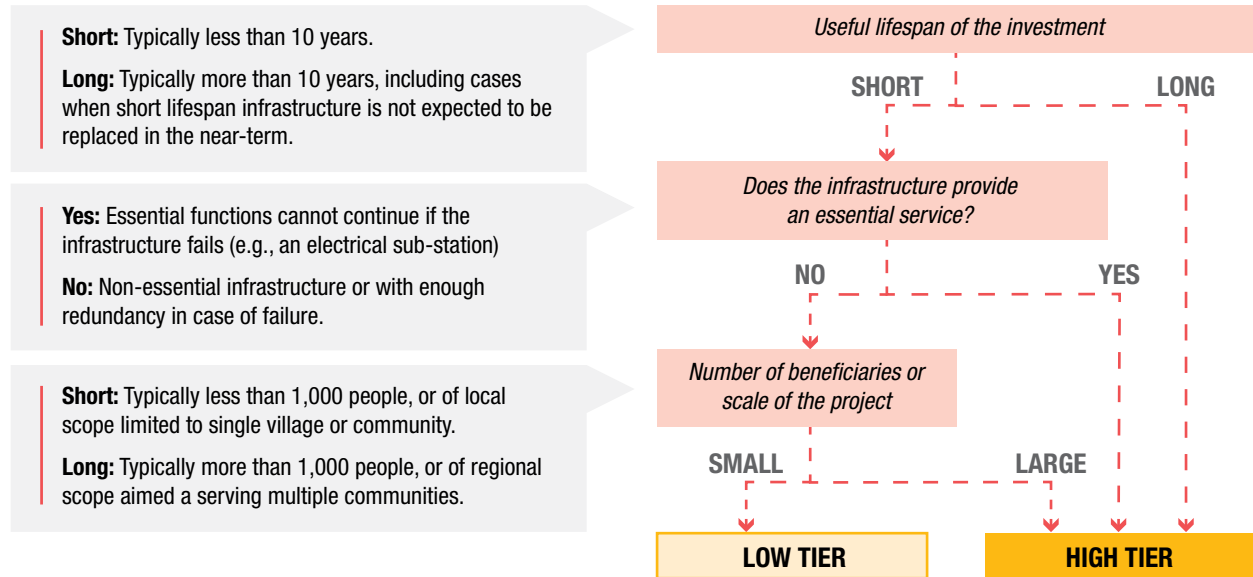 Short: Typically less than 10 years.
Long: Typically more than 10 years, including cases
when short lifespan infrastructure is not expected to be
replaced in the near-term.
Useful lifespan of the investment
SHORT
LONG
Yes: Essential functions cannot continue if the
infrastructure fails (e.g., an electrical sub-station)
No: Non-essential infrastructure or with enough
redundancy in case of failure.
Does the infrastructure provide
an essential service?
NO
YES
Short: Typically less than 1,000 people, or of local
scope limited to single village or community.
Long: Typically more than 1,000 people, or of regional
scope aimed a serving multiple communities.
Number of beneficiaries or
scale of the project
SMALL
LARGE
LOW TIER
HIGH TIER